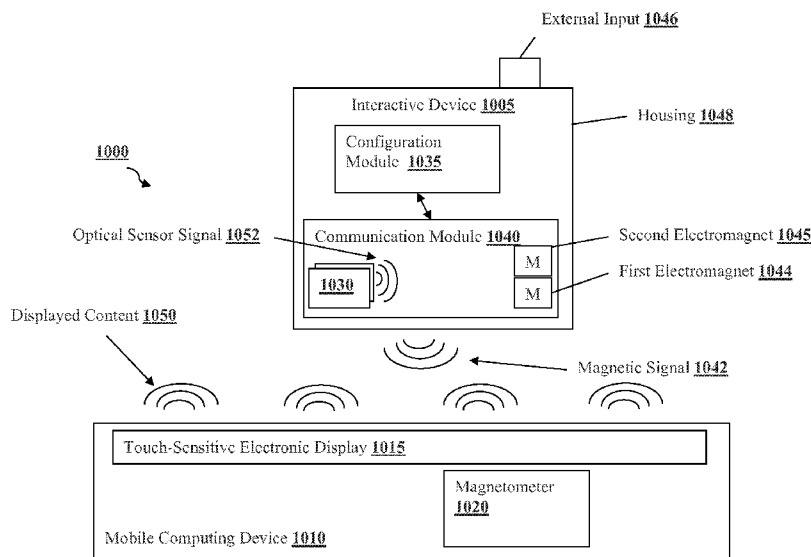 External Input 1046
Interactive Device 1005
Housing 1048
Configuration
Module 1035
1000
Optical Sensor Signal 1052
Communication Module 1040
Second Electromagnet 1045
M
1030
First Electromagnet 1044
M
Displayed Content 1050
Magnetic Signal 1042
Touch-Sensitive Electronic Display 1015
Magnetometer
1020
Mobile Computing Device 1010